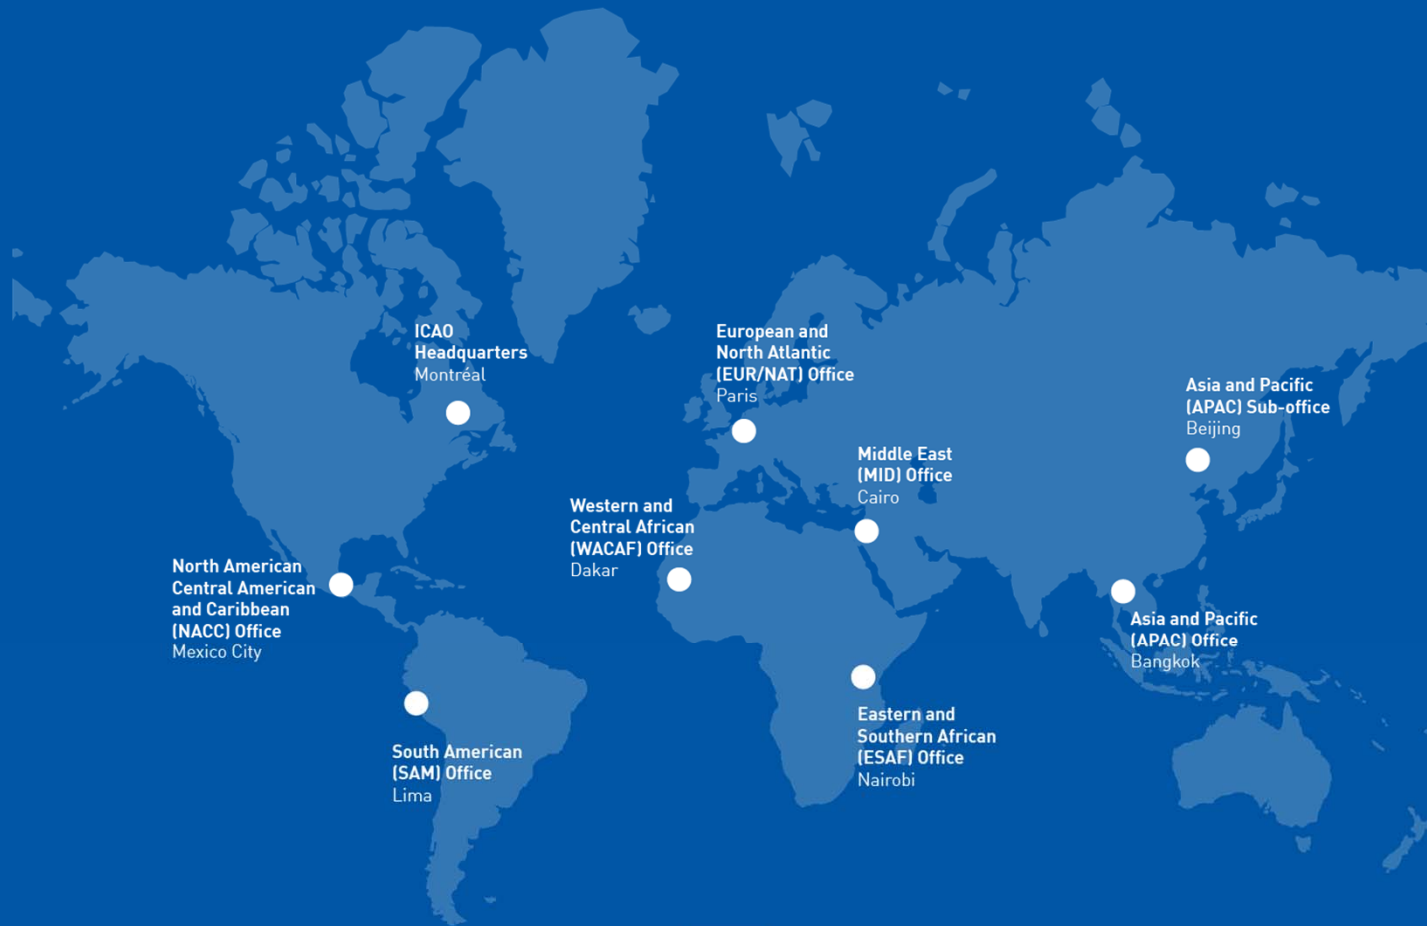 ICAO
Headquarters
Montréal
European and
North Atlantic
(EUR/NAT) Office
Paris
Asia and Pacific
(APAC) Sub-office
Beijing
Middle East
(MID) Office
Cairo
Western and
Central African
(WACAF) Office
Dakar
North American
Central American
and Caribbean
(NACC) Office
Mexico City
Asia and Pacific
(APAC) Office
Bangkok
Eastern and
Southern African
(ESAF) Office
Nairobi
South American
(SAM) Office
Lima